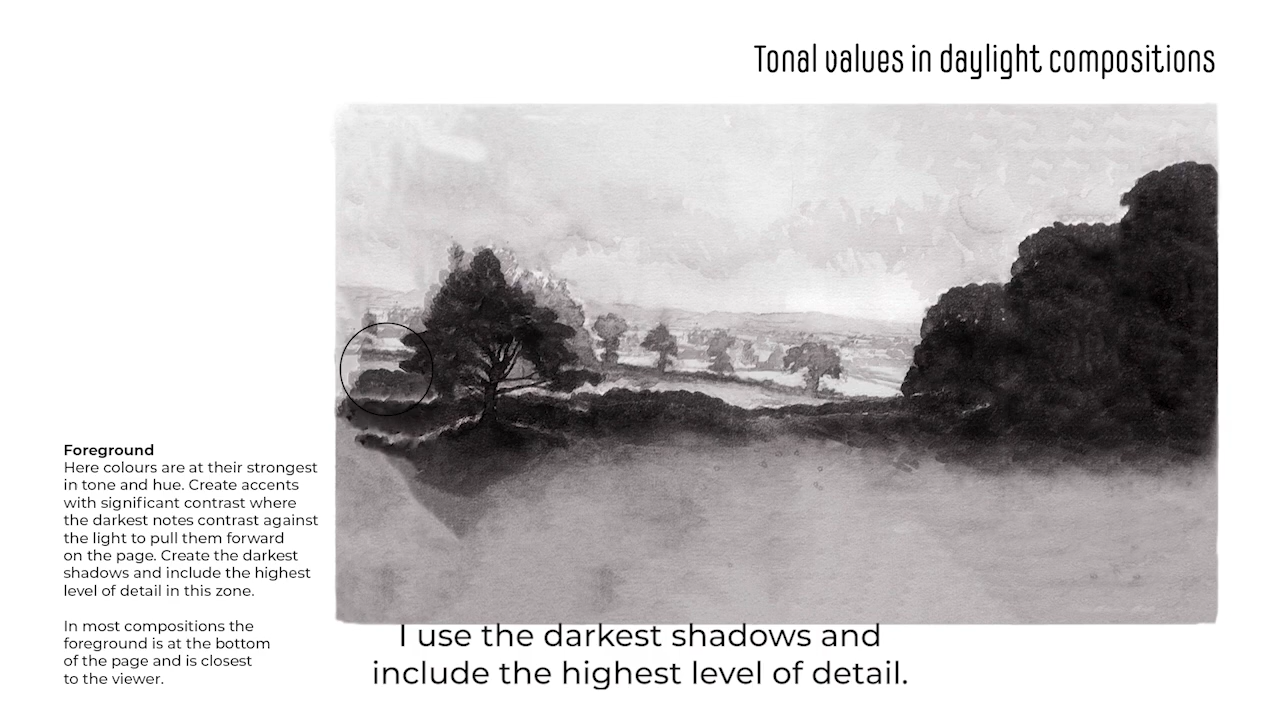 Tonal values in daylight compositions
Foreground
Here colours are at their strongest
in tone and hue. Create accents
with significant contrast where
the darkest notes contrast against
the light to pull them forward
on the page. Create the darkest
shadows and include the highest
level of detail in this zone.
In most compositions the
foreground is at the bottom
of the page and is closest
to the viewer.
I use the darkest shadows and
include the highest level of detail.